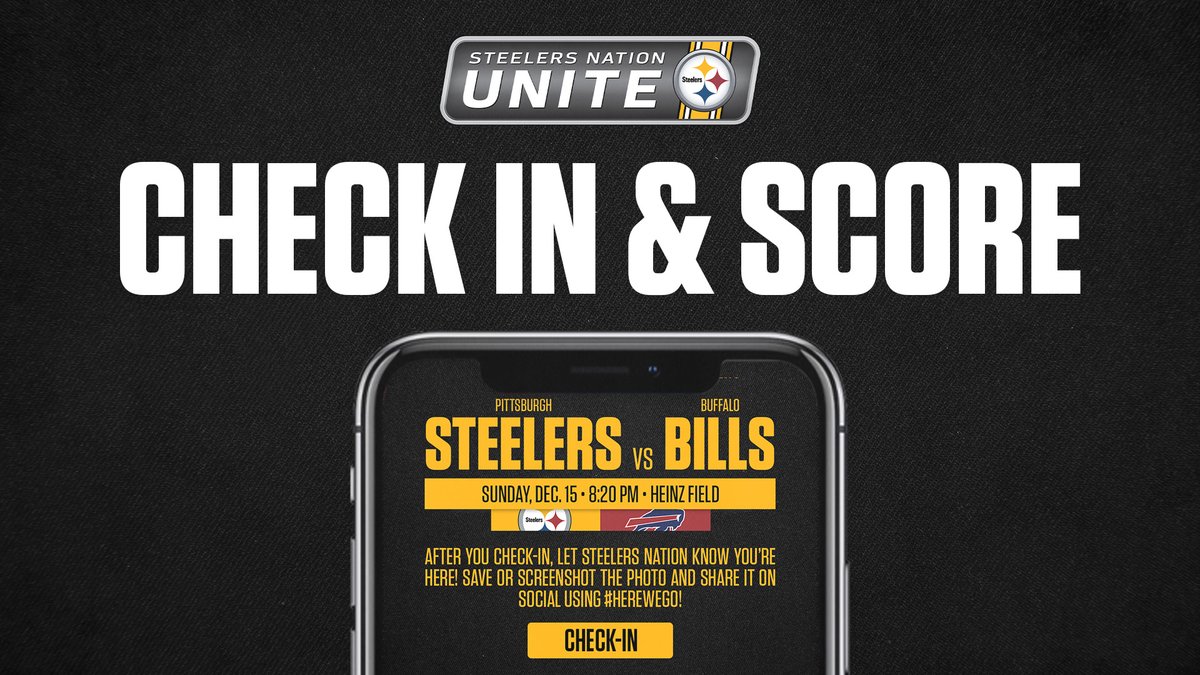 STEELERS NATION
UNITE
Steelers
CHECK IN & SCORE
PITTSBURGH
BUFFALO
STEELERS VS BILLS
SUNDAY, DEC. 15 • 8:20 PM • HEINZ FIELD
Steelers
AFTER YOU CHECK-IN, LET STEELERS NATION KNOW YOU'RE
HERE! SAVE OR SCREENSHOT THE PHOTO AND SHARE IT ON
SOCIAL USING #HEREWEGO!
CHECK-IN